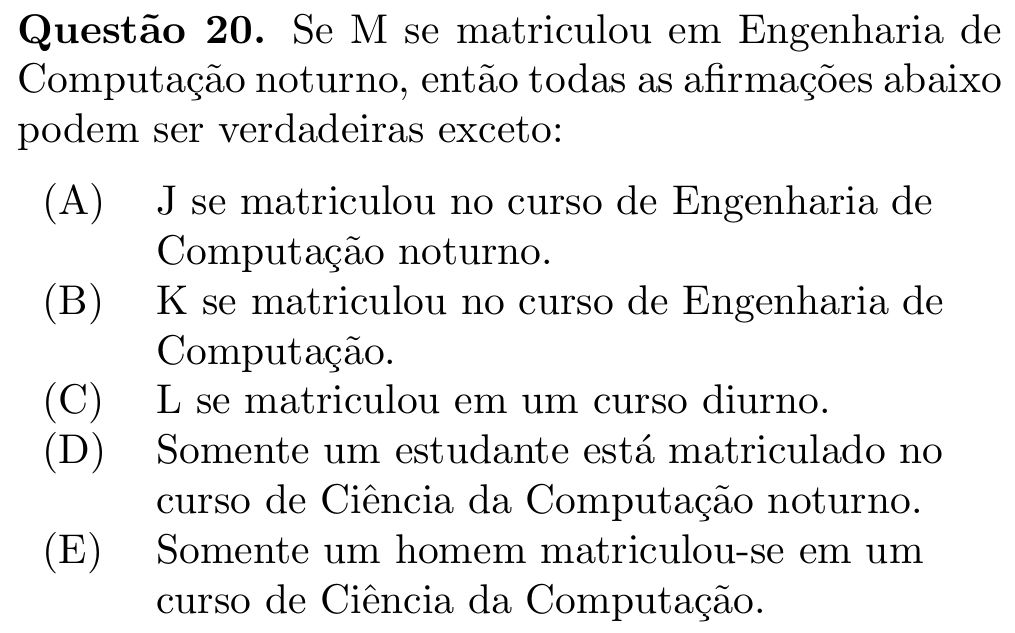 Questão 20. Se M se matriculou em Engenharia de
Computação noturno, então todas as afirmações abaixo
podem ser verdadeiras exceto:
(A) J se matriculou no curso de Engenharia de
Computação noturno.
(B) K se matriculou no curso de Engenharia de
Computação.
(C) L se matriculou em um curso diurno.
(D) Somente um estudante está matriculado no
curso de Ciência da Computação noturno.
(E) Somente um homem matriculou-se em um
curso de Ciência da Computação.